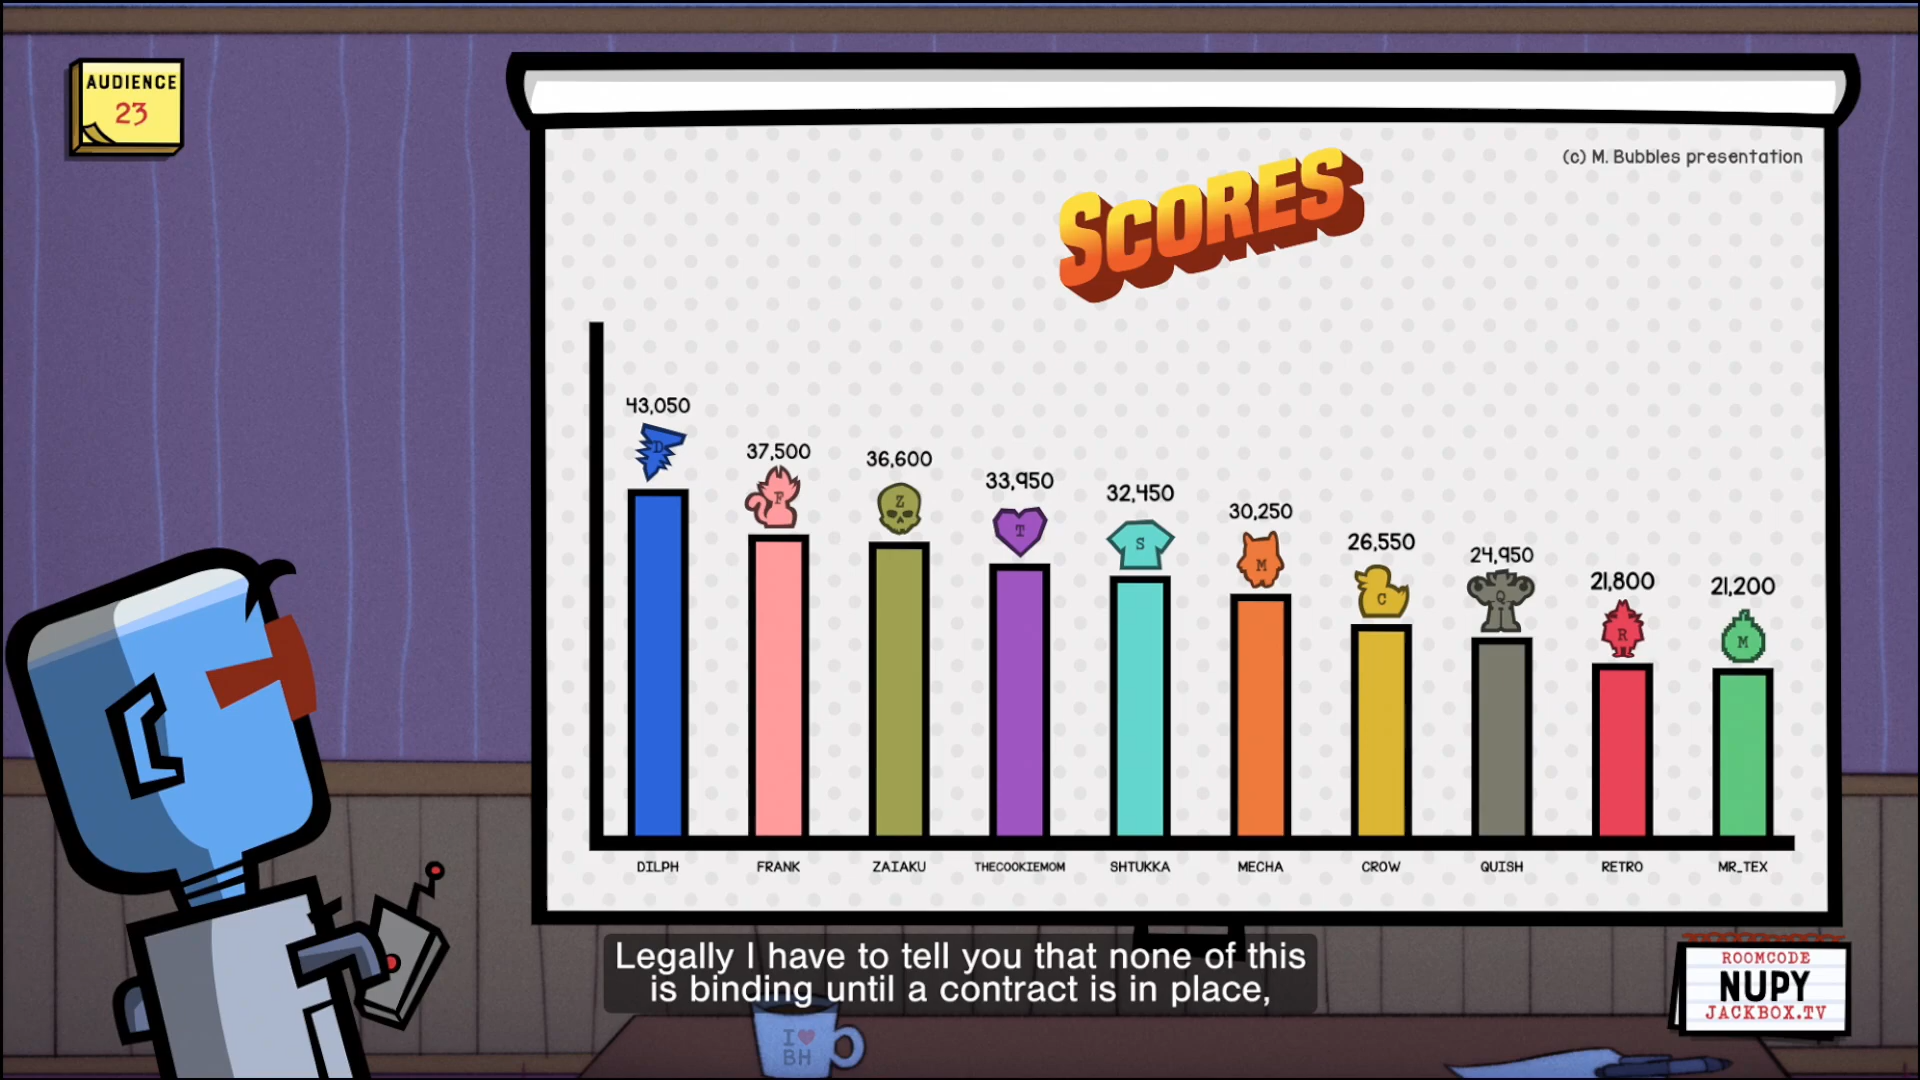 AUDIENCE
23
(c) M. Bubbles presentation
SCORES
43,050
37,500
36,600
33,950
32,450
30,250
26,550
24,950
21,800
21,200
D
F
Z
T
S
M
C
Q
R
M
DILPH
FRANK
ZAIAKU
THECOOKIEMOM
SHTUKKA
MECHA
CROW
QUISH
RETRO
MR_TEX
Legally I have to tell you that none of this
is binding until a contract is in place,
ROOMCODE
NUPY
JACKBOX.TV
I♥
BH